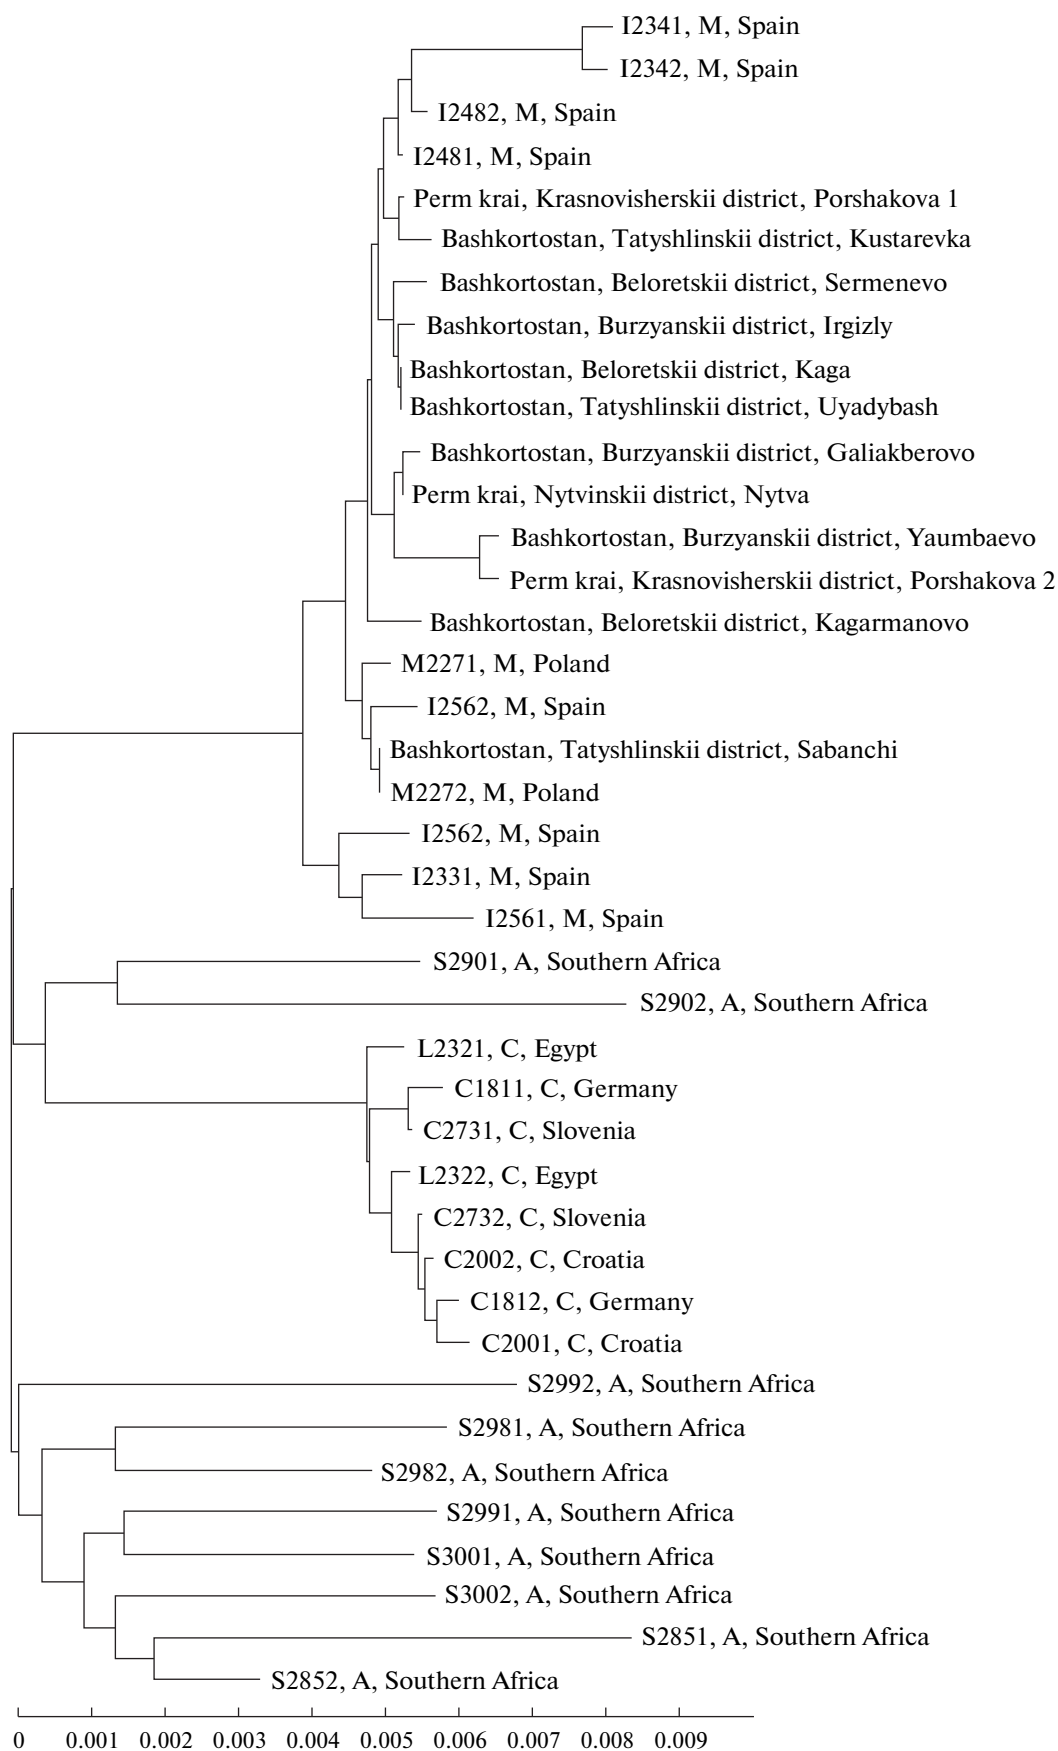 I2341, M, Spain
I2342, M, Spain
I2482, M, Spain
I2481, M, Spain
Perm krai, Krasnovisherskii district, Porshakova 1
Bashkortostan, Tatyshlinskii district, Kustarevka
Bashkortostan, Beloretskii district, Sermenevo
Bashkortostan, Burzyanskii district, Irgizly
Bashkortostan, Beloretskii district, Kaga
Bashkortostan, Tatyshlinskii district, Uyadybash
Bashkortostan, Burzyanskii district, Galiakberovo
Perm krai, Nytvinskii district, Nytva
Bashkortostan, Burzyanskii district, Yaumbaevo
Perm krai, Krasnovisherskii district, Porshakova 2
Bashkortostan, Beloretskii district, Kagarmanovo
M2271, M, Poland
I2562, M, Spain
Bashkortostan, Tatyshlinskii district, Sabanchi
M2272, M, Poland
I2562, M, Spain
I2331, M, Spain
I2561, M, Spain
S2901, A, Southern Africa
S2902, A, Southern Africa
L2321, C, Egypt
C1811, C, Germany
C2731, C, Slovenia
L2322, C, Egypt
C2732, C, Slovenia
C2002, C, Croatia
C1812, C, Germany
C2001, C, Croatia
S2992, A, Southern Africa
S2981, A, Southern Africa
S2982, A, Southern Africa
S2991, A, Southern Africa
S3001, A, Southern Africa
S3002, A, Southern Africa
S2851, A, Southern Africa
S2852, A, Southern Africa
0 0.001 0.002 0.003 0.004 0.005 0.006 0.007 0.008 0.009